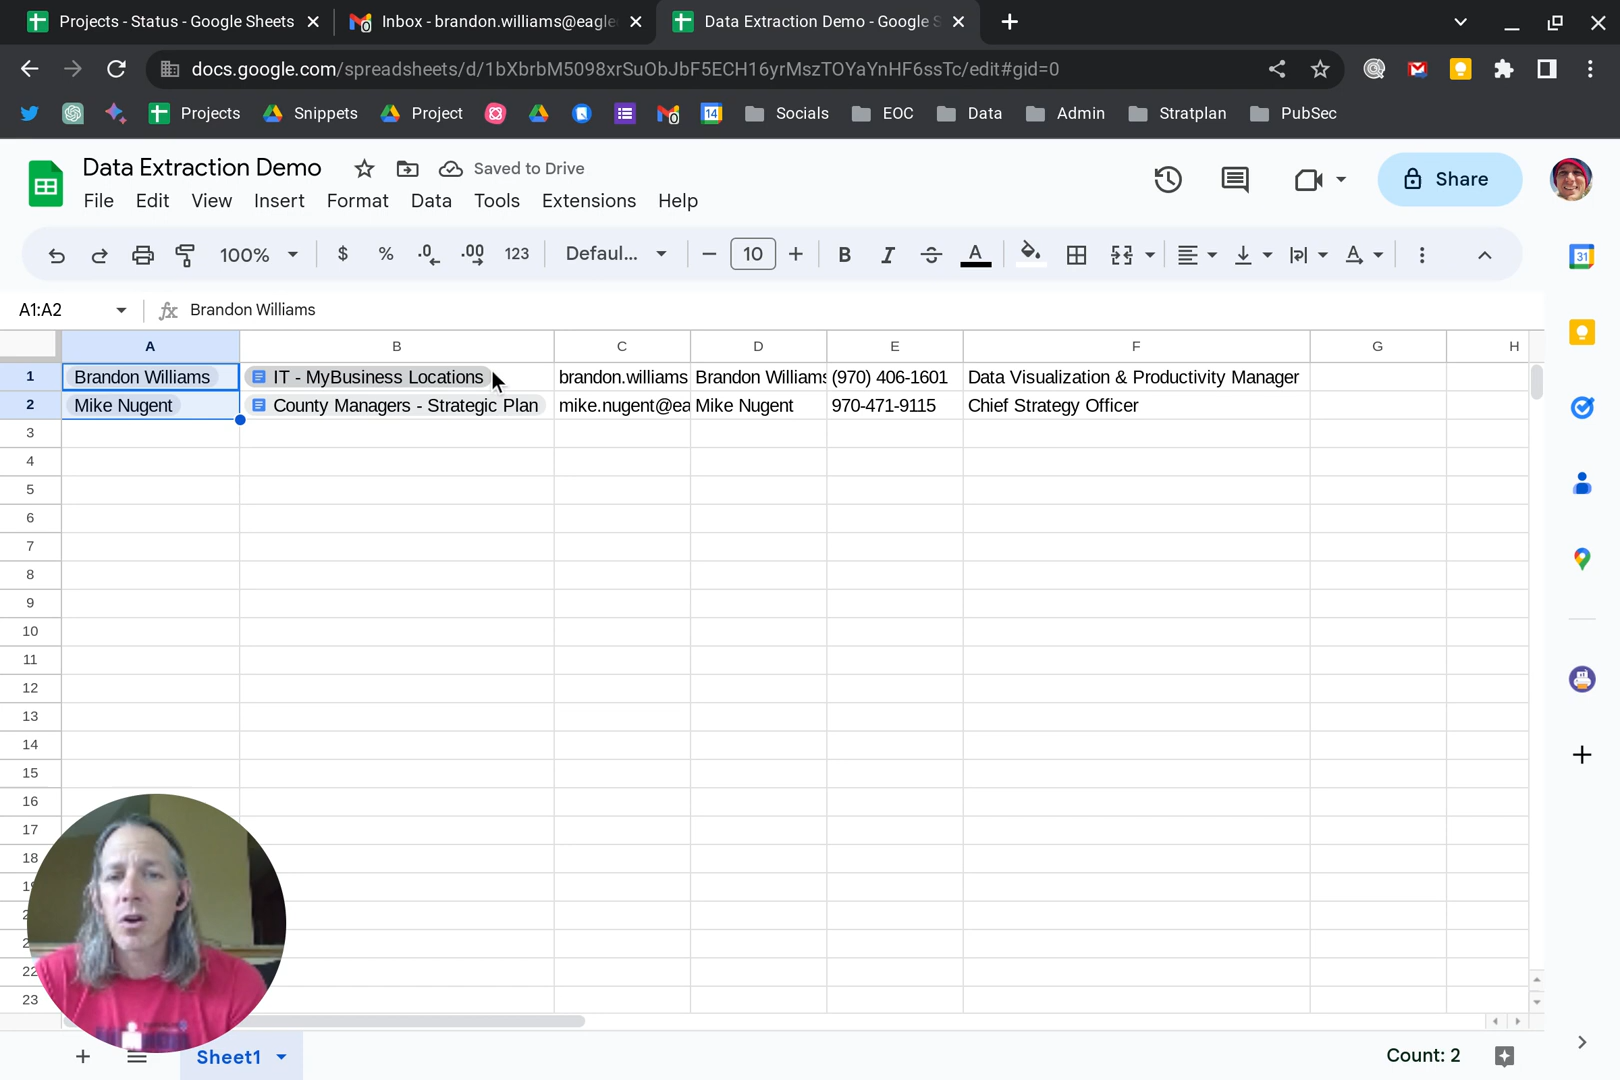 Projects - Status - Google Sheets
Inbox - brandon.williams@eagle
Data Extraction Demo - Google S
docs.google.com/spreadsheets/d/1bXbrbM5098xrSuObJbF5ECH16yrMszTOYaYnHF6ssTc/edit#gid=0
Projects
Snippets
Project
14
Socials
EOC
Data
Admin
Stratplan
PubSec
Data Extraction Demo
Saved to Drive
File Edit View Insert Format Data Tools Extensions Help
Share
100%
$ % .0 .00 123
Defaul...
10
B I S A
31
A1:A2
fx Brandon Williams
A B C D E F G H
1 Brandon Williams IT - MyBusiness Locations brandon.williams Brandon Williams (970) 406-1601 Data Visualization & Productivity Manager
2 Mike Nugent County Managers - Strategic Plan mike.nugent@ea Mike Nugent 970-471-9115 Chief Strategy Officer
3
4
5
6
7
8
9
10
11
12
13
14
15
16
17
18
22
23
Sheet1
Count: 2